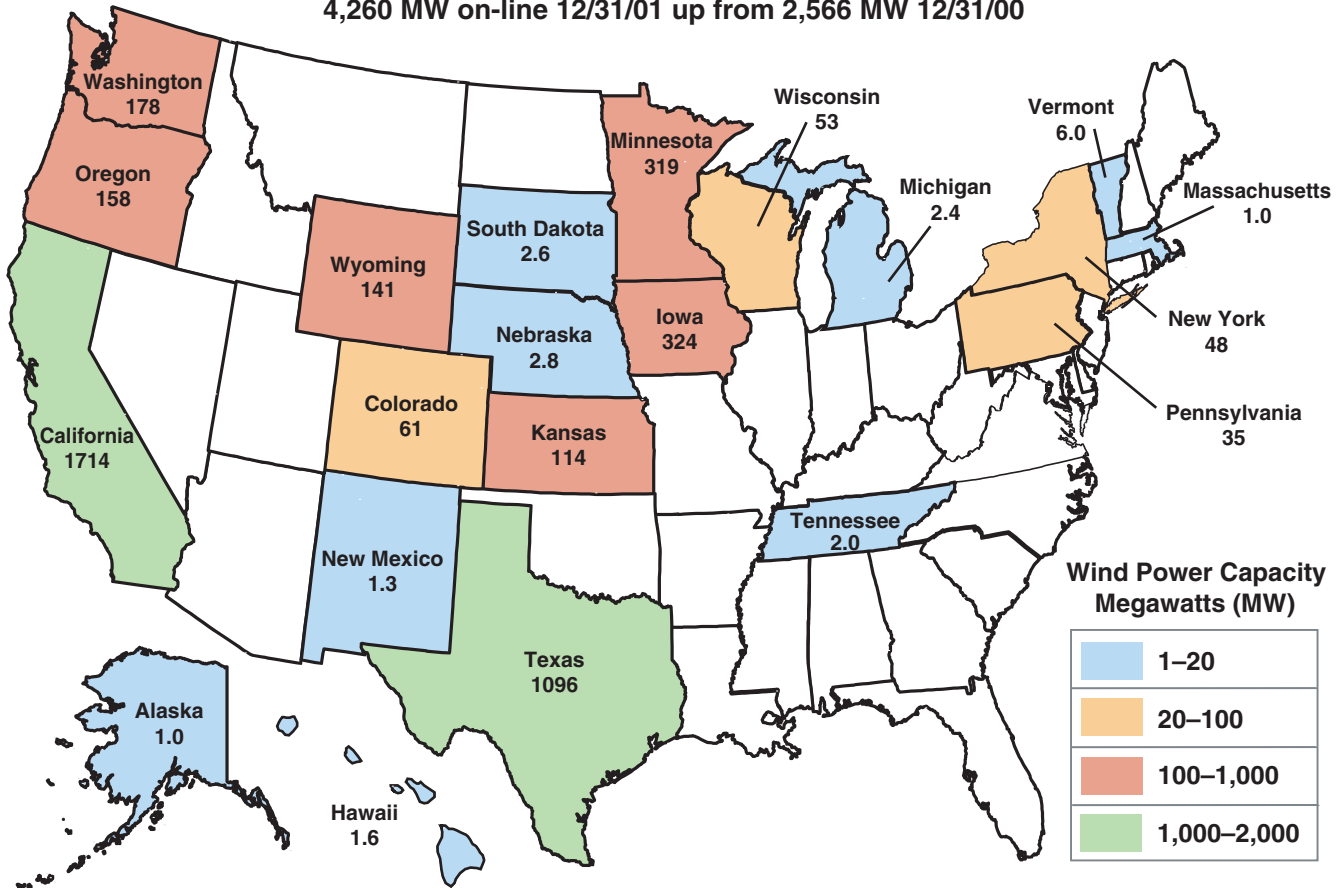 4,260 MW on-line 12/31/01 up from 2,566 MW 12/31/00
Washington
178
Oregon
158
California
1714
Wyoming
141
Colorado
61
New Mexico
1.3
South Dakota
2.6
Nebraska
2.8
Kansas
114
Texas
1096
Minnesota
319
Iowa
324
Wisconsin
53
Michigan
2.4
Tennessee
2.0
Vermont
6.0
Massachusetts
1.0
New York
48
Pennsylvania
35
Alaska
1.0
Hawaii
1.6
Wind Power Capacity
Megawatts (MW)
1–20
20–100
100–1,000
1,000–2,000